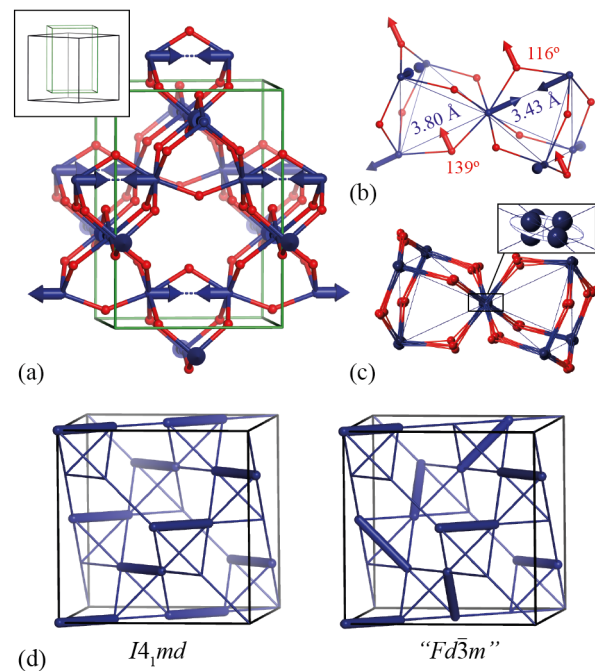 116º
3.80 Å
3.43 Å
139º
(b)
(a)
(c)
(d)
I4₁md
“Fd3̄m”